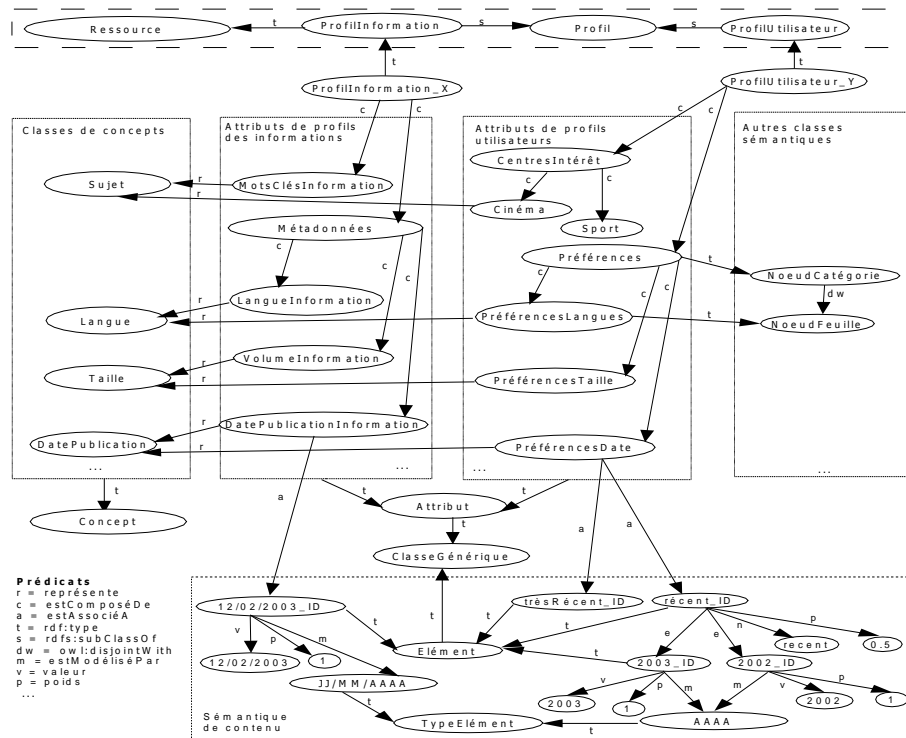 t
s
s
Ressource
ProfilInformation
Profil
ProfilUtilisateur
t
t
ProfilInformation_X
ProfilUtilisateur_Y
c
c
c
c
Classes de concepts
Attributs de profils
des informations
Attributs de profils
utilisateurs
Autres classes
sémantiques
CentresIntérêt
Sujet
r
MotsClésInformation
c
c
r
Cinéma
Métadonnées
Sport
c
c
c
Préférences
t
c
c
c
NoeudCatégorie
dw
LangueInformation
r
Langue
r
PréférencesLangues
t
NoeudFeuille
VolumeInformation
r
Taille
r
PréférencesTaille
DatePublicationInformation
r
DatePublication
r
PréférencesDate
...
...
...
...
t
a
t
t
Attribut
a
a
Concept
t
ClasseGénérique
Prédicats
r = représente
c = estComposéDe
a = estAssociéA
t = rdf:type
s = rdfs:subClassOf
dw = owl:disjointWith
m = estModéliséPar
v = valeur
p = poids
...
12/02/2003_ID
t
t
t
trèsRécent_ID
récent_ID
v
p
m
Elément
t
e
e
n
p
recent
0.5
12/02/2003
1
t
2003_ID
2002_ID
JJ/MM/AAAA
v
p
m
m
v
p
2003
1
2002
1
t
TypeElément
t
AAAA
Sémantique
de contenu